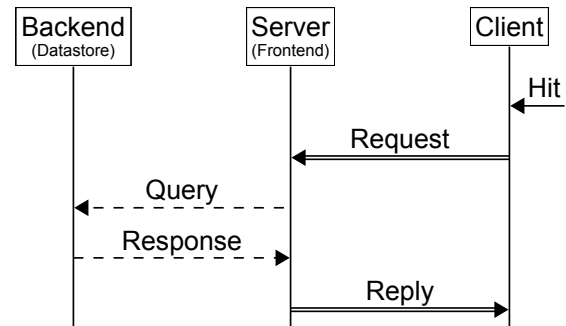 Backend
(Datastore)
Server
(Frontend)
Client
Hit
Request
Query
Response
Reply